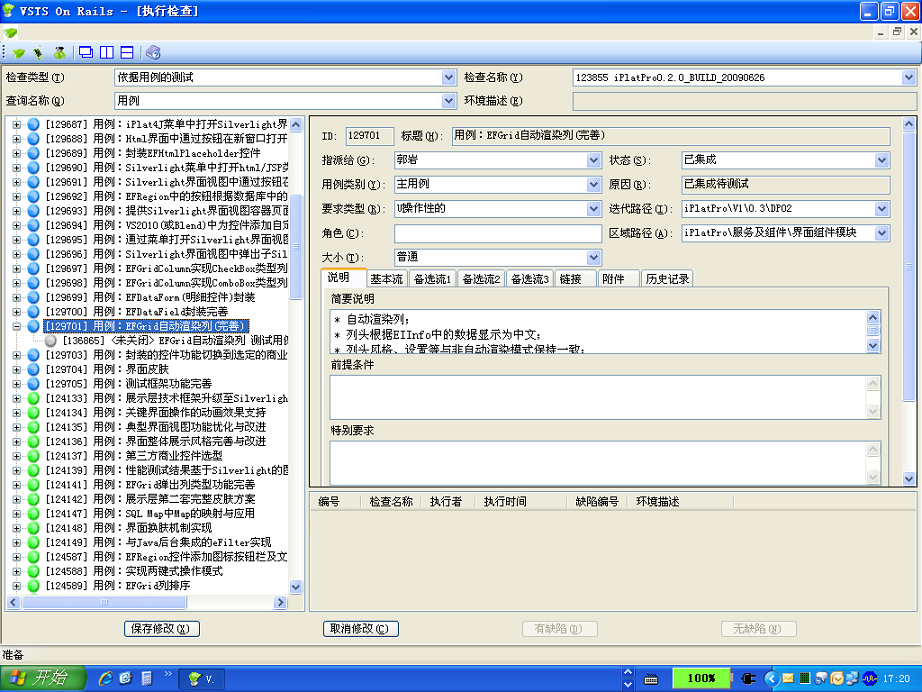 VSTS On Rails - [执行检查]
检查类型(T) 依据用例的测试 检查名称(Y) 123855 iPlatPro0.2.0_BUILD_20090626
查询名称(Q) 用例 环境描述(E)
[129687] 用例：iPlat4J菜单中打开Silverlight界
[129688] 用例：Html界面中通过按钮在新窗口打开
[129689] 用例：封装EFHtmlPlaceholder控件
[129690] 用例：Silverlight菜单中打开html/JSP类
[129691] 用例：Silverlight界面视图中通过按钮在
[129692] 用例：EFRegion中的按钮根据数据库中的
[129693] 用例：提供Silverlight界面视图容器页面
[129694] 用例：VS2010(或Blend)中为控件添加自定
[129695] 用例：通过菜单打开Silverlight界面视图
[129696] 用例：Silverlight界面视图中弹出子Sil
[129697] 用例：EFGridColumn实现CheckBox类型列
[129698] 用例：EFGridColumn实现ComboBox类型列
[129699] 用例：EFDataForm(明细控件)封装
[129700] 用例：EFDataField封装完善
[129701] 用例：EFGrid自动渲染列(完善)
[136865] <未关闭> EFGrid自动渲染列 测试用例
[129703] 用例：封装的控件功能切换到选定的商业
[129704] 用例：界面皮肤
[129705] 用例：测试框架功能完善
[124133] 用例：展示层技术框架升级至Silverlight
[124134] 用例：关键界面操作的动画效果支持
[124135] 用例：典型界面视图功能优化与改进
[124136] 用例：界面整体展示风格完善与改进
[124137] 用例：第三方商业控件选型
[124139] 用例：性能测试结果基于Silverlight的图
[124141] 用例：EFGrid弹出列类型功能完善
[124142] 用例：展示层第二套完整皮肤方案
[124147] 用例：SQL Map中Map的映射与应用
[124148] 用例：界面换肤机制实现
[124149] 用例：与Java后台集成的eFilter实现
[124587] 用例：EFRegion控件添加图标按钮栏及文
[124588] 用例：实现两键式操作模式
[124589] 用例：EFGrid列排序
ID: 129701 标题(H): 用例：EFGrid自动渲染列(完善)
指派给(G): 郭岩 状态(S): 已集成
用例类别(Y): 主用例 原因(R): 已集成待测试
要求类型(R): U操作性的 迭代路径(I): iPlatPro\V1\0.3\DP02
角色(C): 区域路径(A): iPlatPro\服务及组件\界面组件模块
大小(T): 普通
说明 基本流 备选流1 备选流2 备选流3 链接 附件 历史记录
简要说明
* 自动渲染列；
* 列头根据EIInfo中的数据显示为中文；
* 列头风格、设置等与非自动渲染模式保持一致；
前提条件
特别要求
编号 检查名称 执行者 执行时间 缺陷编号 环境描述
保存修改(X) 取消修改(C) 有缺陷(D) 无缺陷(N)
准备
开始 V. 100% 17:20